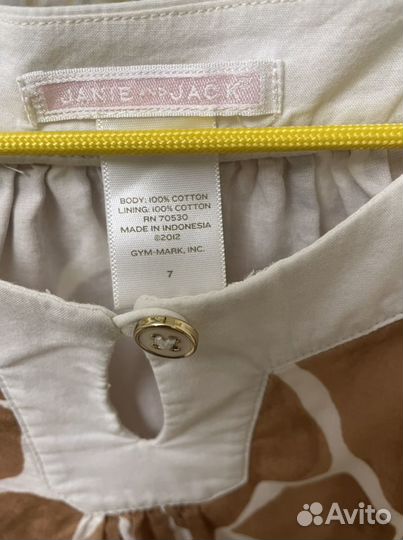 JANIE AND JACK
BODY: 100% COTTON
LINING: 100% COTTON
RN 70530
MADE IN INDONESIA
©2012
GYM-MARK, INC.
7
Avito